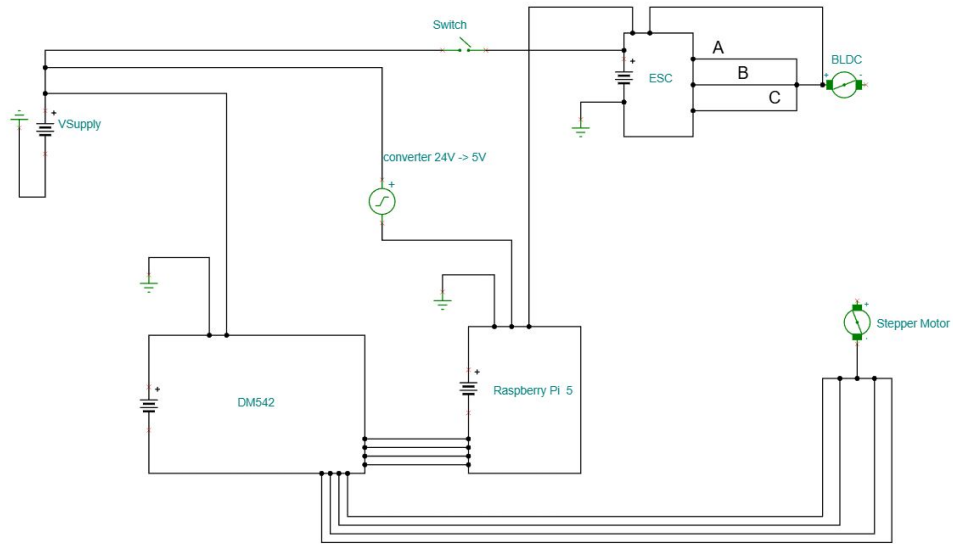 Switch
A
BLDC
B
ESC
C
VSupply
converter 24V -> 5V
Stepper Motor
Raspberry Pi 5
DM542